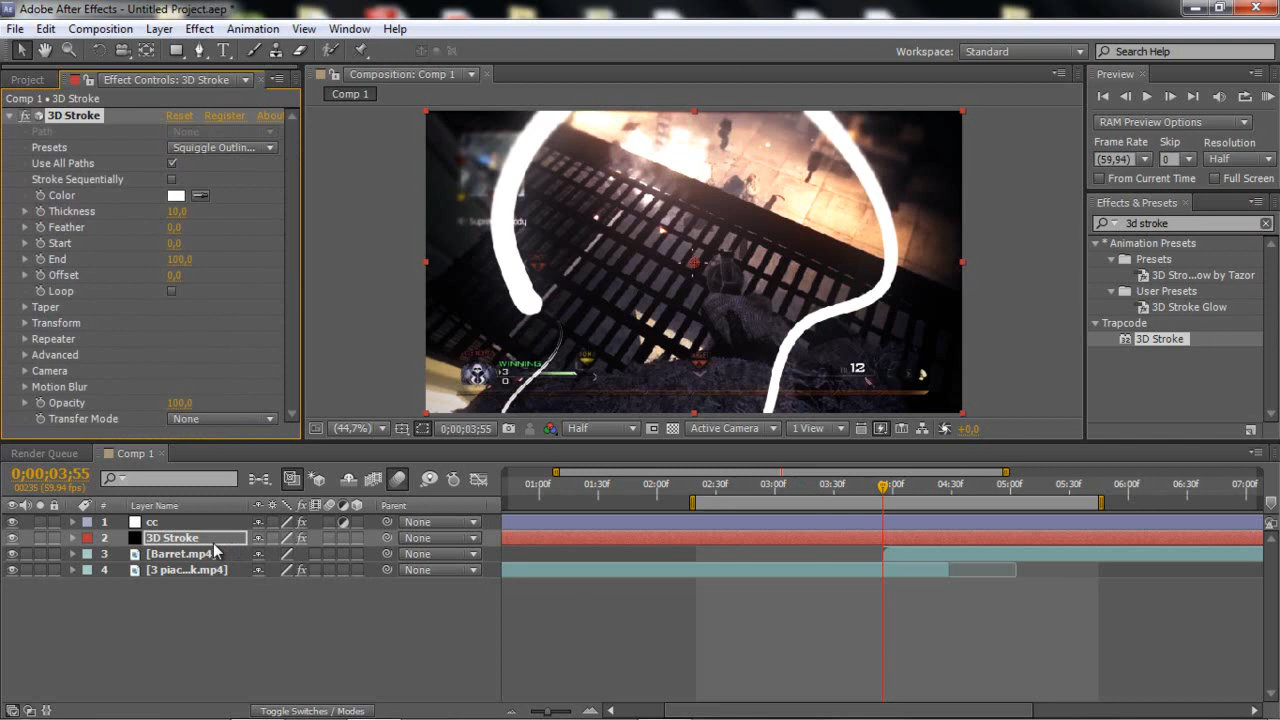 Adobe After Effects - Untitled Project.aep *
File Edit Composition Layer Effect Animation View Window Help
Workspace: Standard Search Help
Project Effect Controls: 3D Stroke
Composition: Comp 1
Preview
Comp 1 • 3D Stroke
Comp 1
3D Stroke Reset Register Abou
Path None
Presets Squiggle Outlin...
Use All Paths
Stroke Sequentially
Color
Thickness 10,0
Feather 0,0
Start 0,0
End 100,0
Offset 0,0
Loop
Taper
Transform
Repeater
Advanced
Camera
Motion Blur
Opacity 100,0
Transfer Mode None
WINNING
3
0
12
(44,7%) 0;00;03;55 Half Active Camera 1 View +0,0
RAM Preview Options
Frame Rate Skip Resolution
(59,94) 0 Half
From Current Time Full Screen
Effects & Presets
3d stroke
* Animation Presets
Presets
3D Stro...ow by Tazor
User Presets
3D Stroke Glow
Trapcode
3D Stroke
Render Queue Comp 1
0;00;03;55
00235 (59.94 fps)
01:00f 01:30f 02:00f 02:30f 03:00f 03:30f 04:00f 04:30f 05:00f 05:30f 06:00f 06:30f 07:00f
# Layer Name Parent
1 cc None
2 3D Stroke None
3 [Barret.mp4] None
4 [3 piac...k.mp4] None
Toggle Switches / Modes